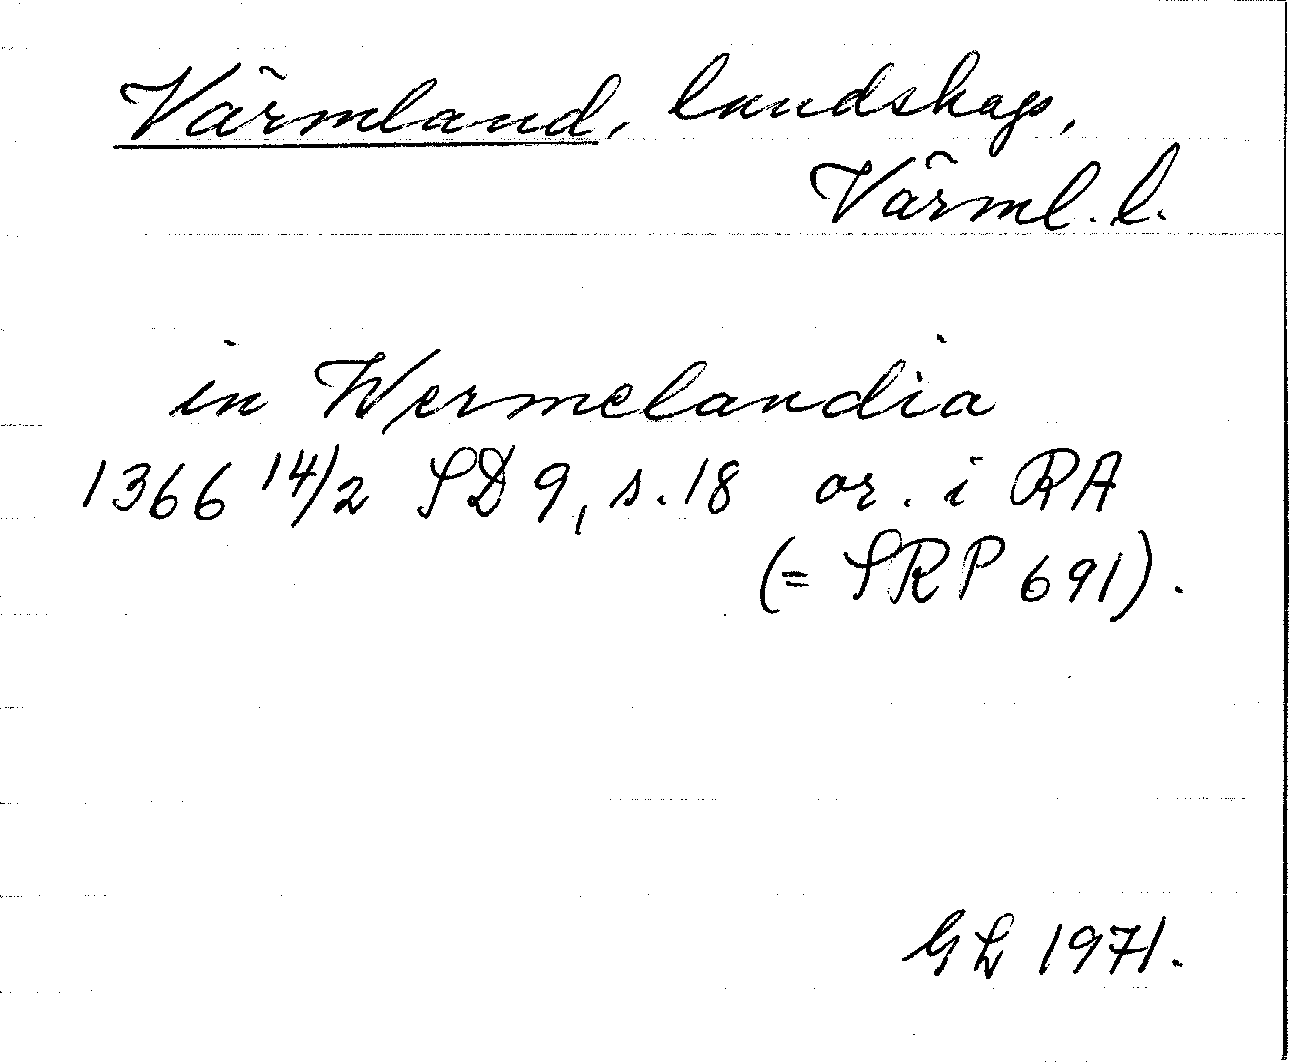 Värmland, landskap,
Värml. l.
in Wermelandia
1366 14/2 SD 9, s. 18 or. i RA
(= SRP 691).
GL 1971.